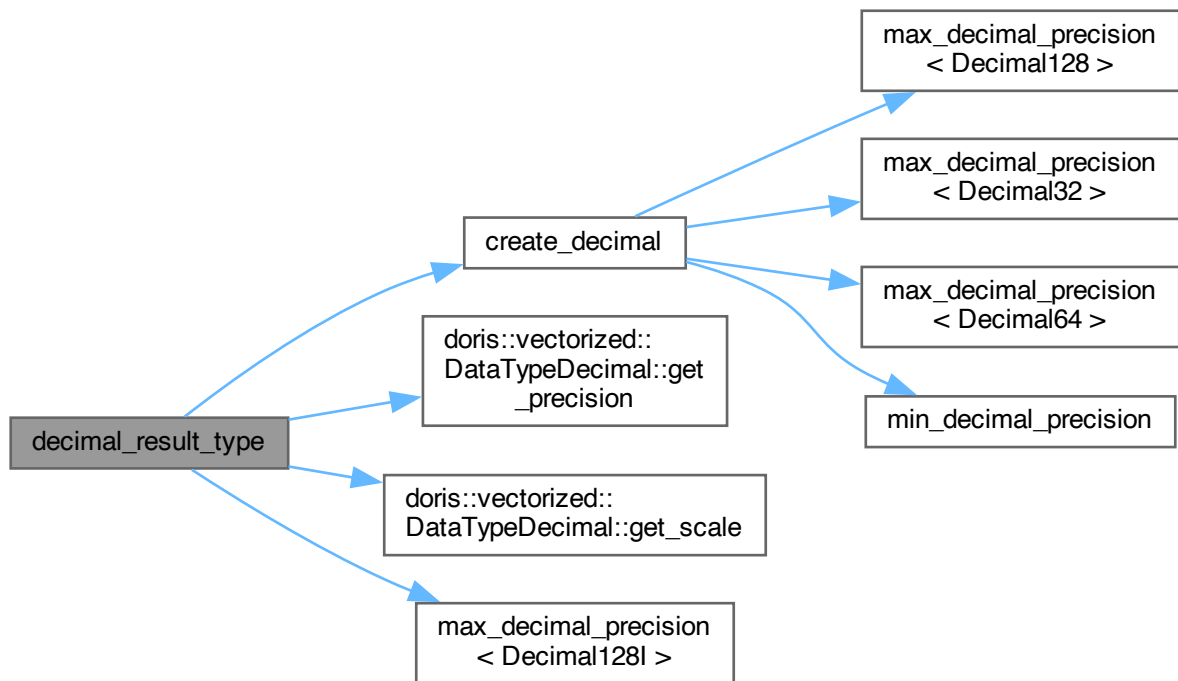 decimal_result_type
create_decimal
doris::vectorized::
DataTypeDecimal::get
_precision
doris::vectorized::
DataTypeDecimal::get_scale
max_decimal_precision
< Decimal128I >
max_decimal_precision
< Decimal128 >
max_decimal_precision
< Decimal32 >
max_decimal_precision
< Decimal64 >
min_decimal_precision